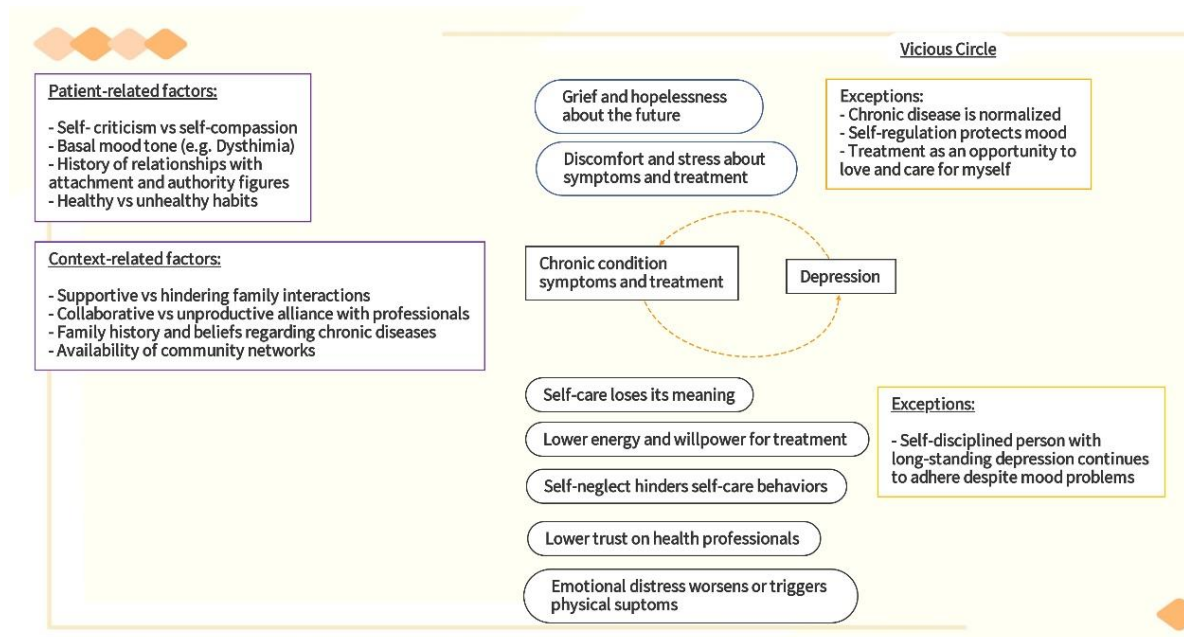 Vicious Circle
Patient-related factors:
- Self- criticism vs self-compassion
- Basal mood tone (e.g. Dysthimia)
- History of relationships with
attachment and authority figures
- Healthy vs unhealthy habits
Context-related factors:
- Supportive vs hindering family interactions
- Collaborative vs unproductive alliance with professionals
- Family history and beliefs regarding chronic diseases
- Availability of community networks
Grief and hopelessness
about the future
Discomfort and stress about
symptoms and treatment
Exceptions:
- Chronic disease is normalized
- Self-regulation protects mood
- Treatment as an opportunity to
love and care for myself
Chronic condition
symptoms and treatment
Depression
Self-care loses its meaning
Lower energy and willpower for treatment
Self-neglect hinders self-care behaviors
Lower trust on health professionals
Emotional distress worsens or triggers
physical suptoms
Exceptions:
- Self-disciplined person with
long-standing depression continues
to adhere despite mood problems